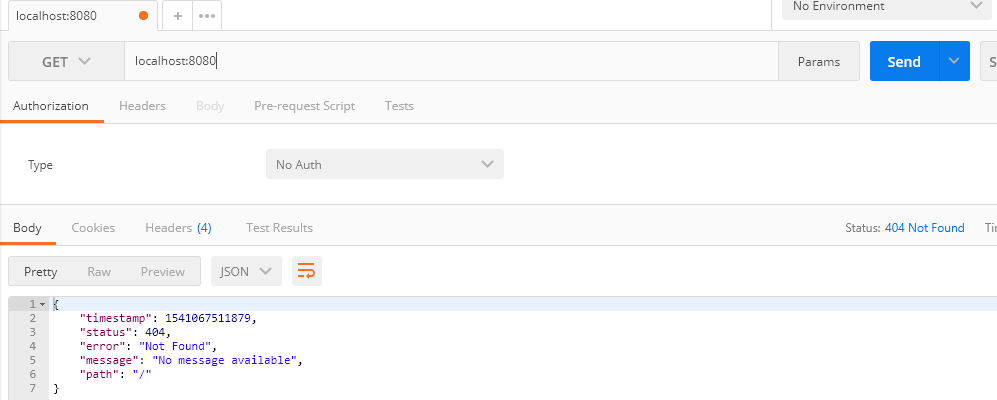 localhost:8080 + ••• No Environment
GET localhost:8080 Params Send S
Authorization Headers Body Pre-request Script Tests
Type No Auth
Body Cookies Headers (4) Test Results Status: 404 Not Found Ti
Pretty Raw Preview JSON
1 {
2 "timestamp": 1541067511879,
3 "status": 404,
4 "error": "Not Found",
5 "message": "No message available",
6 "path": "/"
7 }